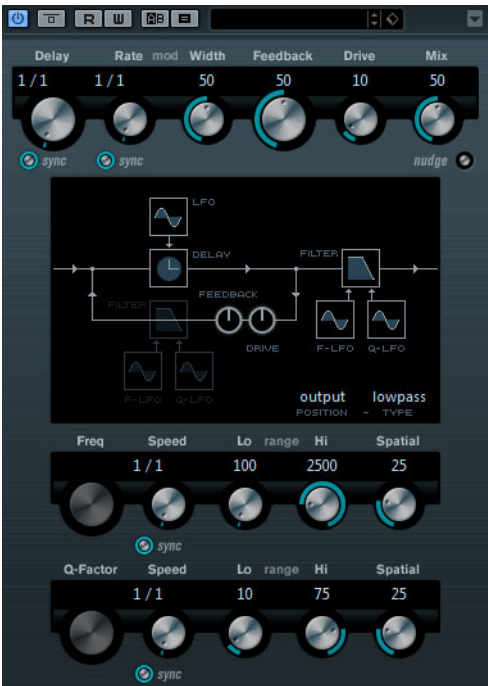 R W AB
Delay Rate mod Width Feedback Drive Mix
1 / 1 1 / 1 50 50 10 50
sync sync nudge
LFO
DELAY FILTER
FEEDBACK
FILTER
DRIVE F-LFO Q-LFO
F-LFO Q-LFO
output lowpass
POSITION – TYPE
Freq Speed Lo range Hi Spatial
1 / 1 100 2500 25
sync
Q-Factor Speed Lo range Hi Spatial
1 / 1 10 75 25
sync